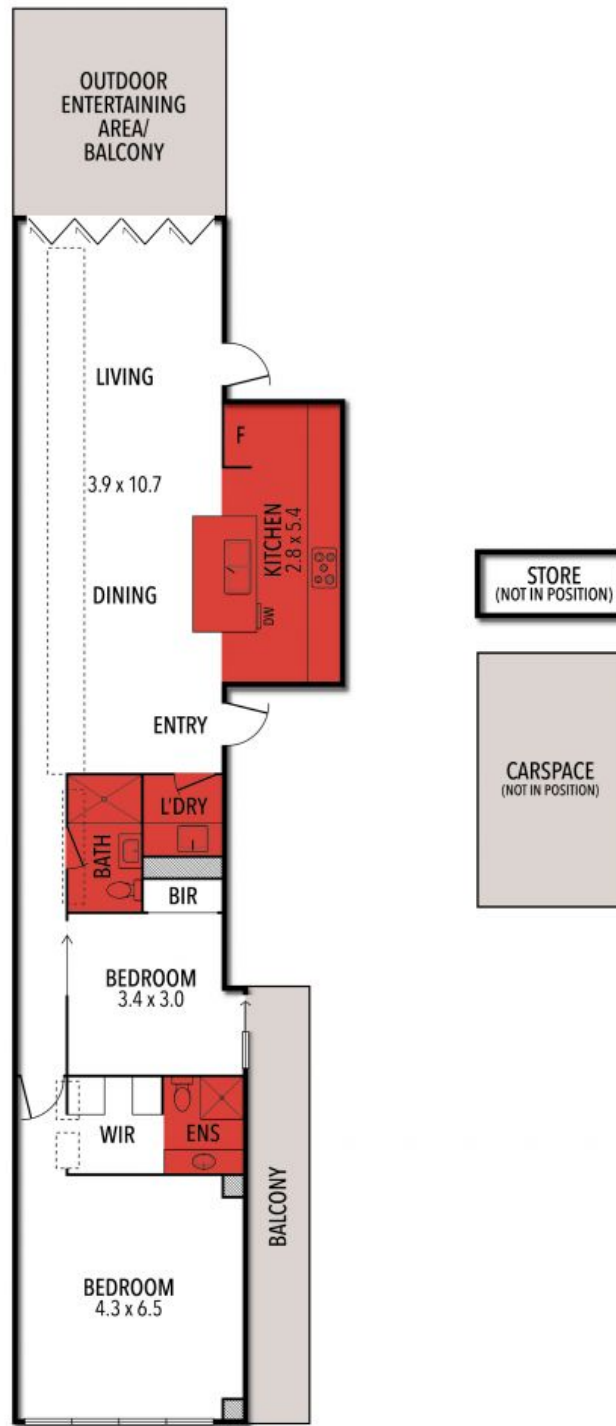 OUTDOOR
ENTERTAINING
AREA/
BALCONY
LIVING
3.9 x 10.7
DINING
F
KITCHEN
2.8 x 5.4
DW
ENTRY
STORE
(NOT IN POSITION)
CARSPACE
(NOT IN POSITION)
L'DRY
BATH
BIR
BEDROOM
3.4 x 3.0
WIR
ENS
BALCONY
BEDROOM
4.3 x 6.5